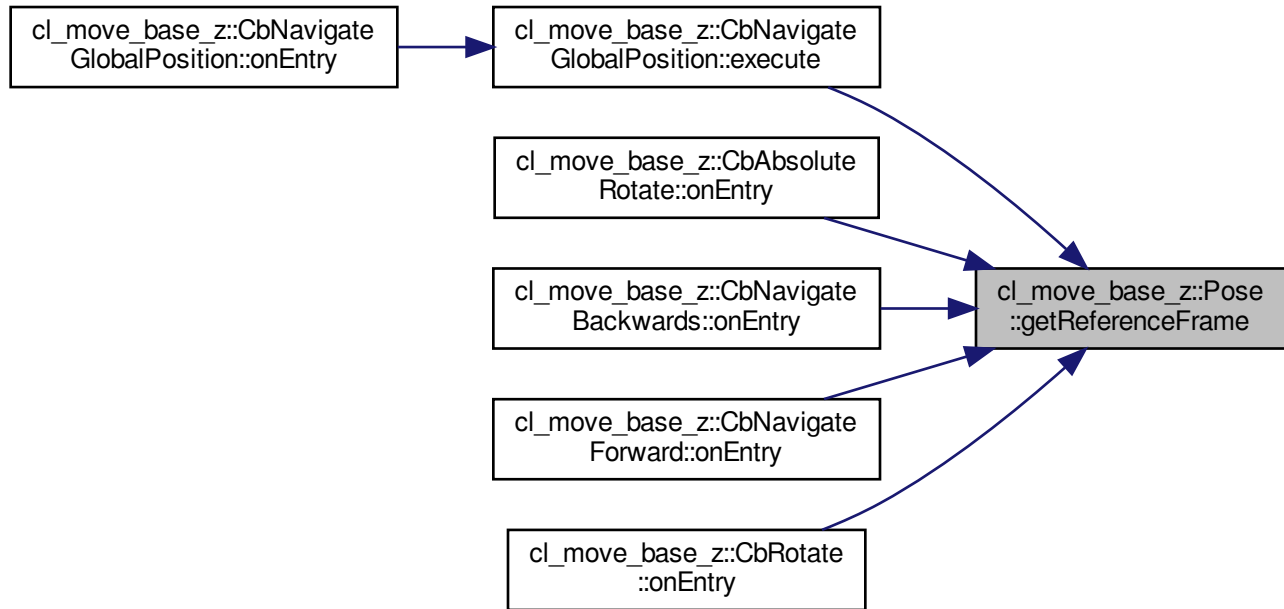 cl_move_base_z::CbNavigate
GlobalPosition::onEntry
cl_move_base_z::CbNavigate
GlobalPosition::execute
cl_move_base_z::CbAbsolute
Rotate::onEntry
cl_move_base_z::CbNavigate
Backwards::onEntry
cl_move_base_z::Pose
::getReferenceFrame
cl_move_base_z::CbNavigate
Forward::onEntry
cl_move_base_z::CbRotate
::onEntry